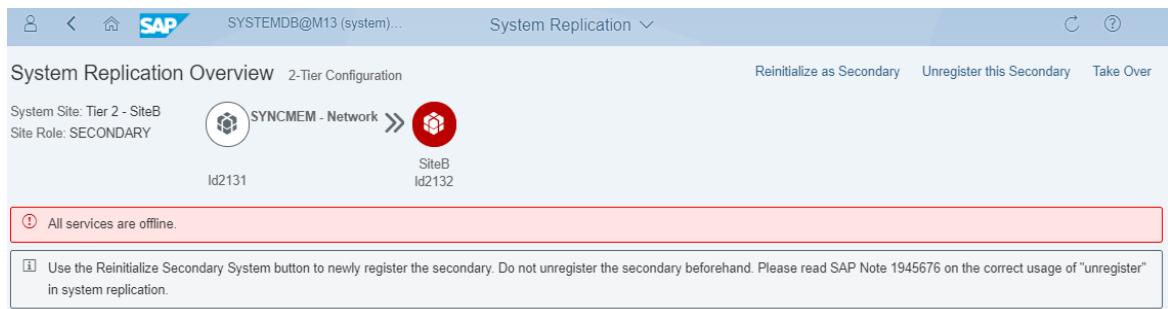 SAP SYSTEMDB@M13 (system)... System Replication
System Replication Overview 2-Tier Configuration Reinitialize as Secondary Unregister this Secondary Take Over
System Site: Tier 2 - SiteB
Site Role: SECONDARY
SYNCMEM - Network
SiteB
ld2131 ld2132
All services are offline.
Use the Reinitialize Secondary System button to newly register the secondary. Do not unregister the secondary beforehand. Please read SAP Note 1945676 on the correct usage of "unregister"
in system replication.